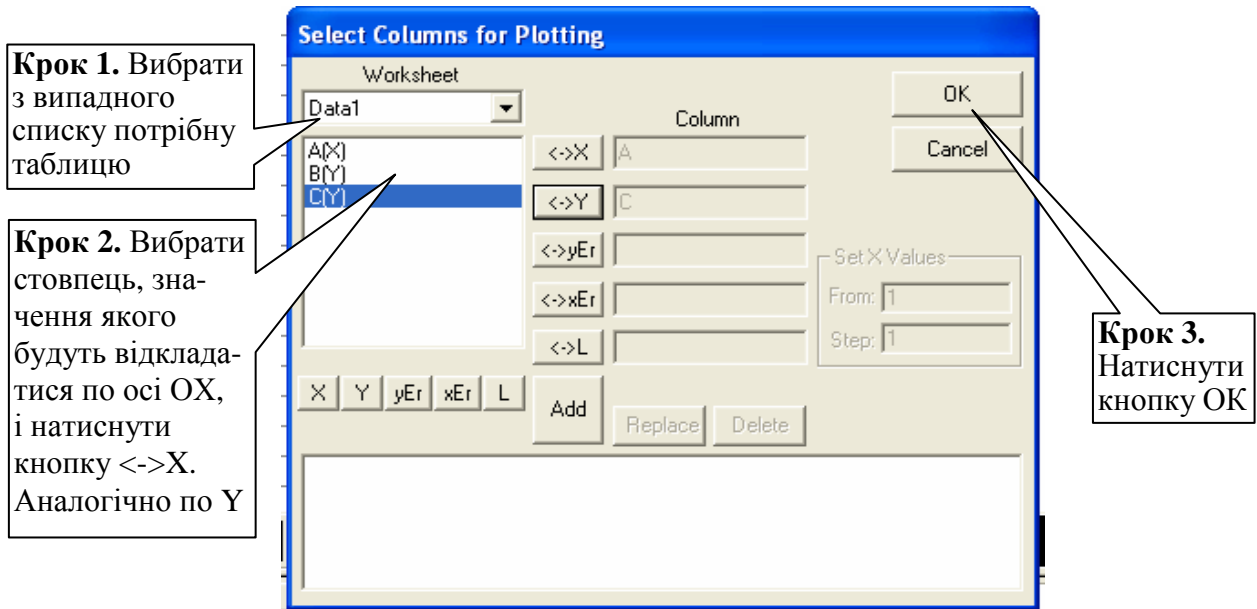 Select Columns for Plotting
Крок 1. Вибрати
з випадного
списку потрібну
таблицю
Крок 2. Вибрати
стовпець, зна-
чення якого
будуть відклада-
тися по осі OX,
і натиснути
кнопку <->X.
Аналогічно по Y
Worksheet
Data1
A(X)
B(Y)
C(Y)
X Y yEr xEr L
Column
<->X A
<->Y C
<->yEr
<->xEr
<->L
Add
Replace Delete
OK
Cancel
Set X Values
From: 1
Step: 1
Крок 3.
Натиснути
кнопку ОК